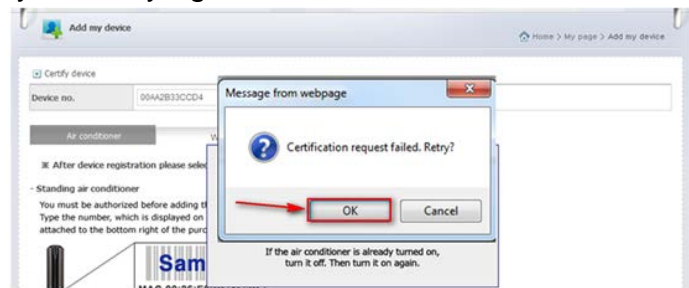 Add my device
Home > My page > Add my device
Certify device
Device no.
00AA2B33CCD4
Message from webpage
Certification request failed. Retry?
OK
Cancel
Air conditioner
W
※ After device registration please selec
- Standing air conditioner
You must be authorized before adding t
Type the number, which is displayed on
attached to the bottom right of the purc
If the air conditioner is already turned on,
turn it off. Then turn it on again.
Sam